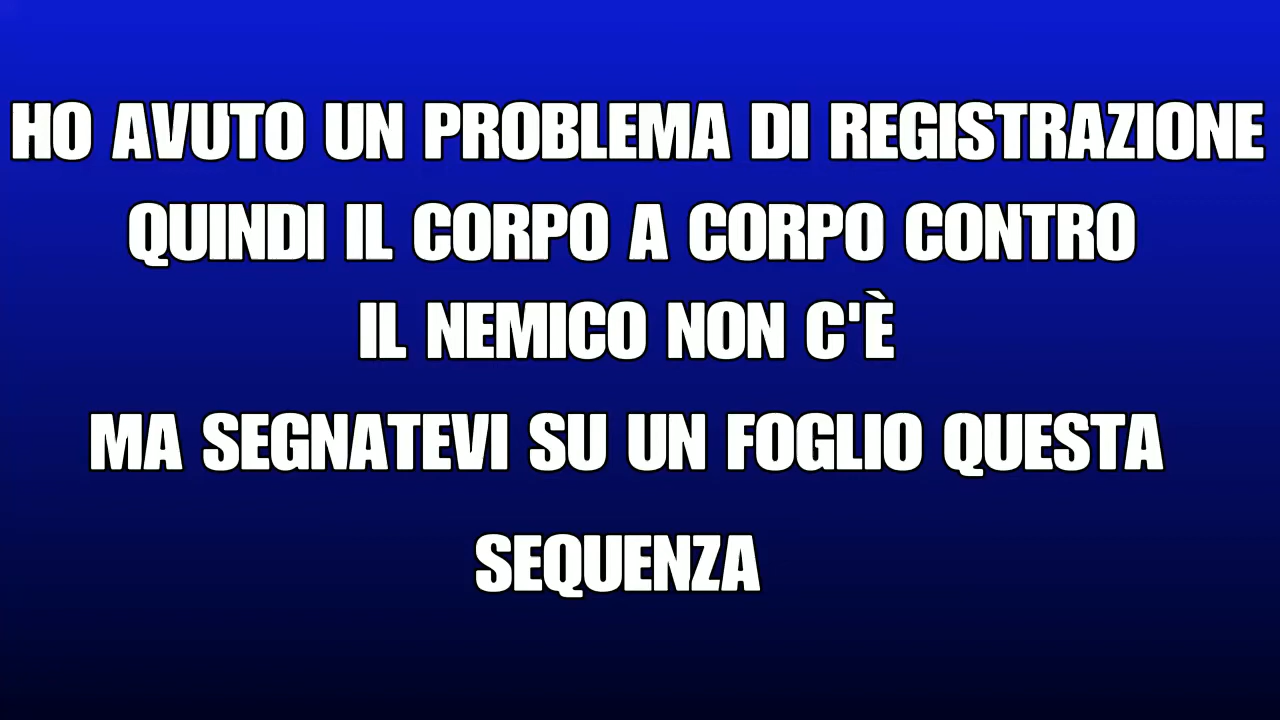 HO AVUTO UN PROBLEMA DI REGISTRAZIONE
QUINDI IL CORPO A CORPO CONTRO
IL NEMICO NON C'È
MA SEGNATEVI SU UN FOGLIO QUESTA
SEQUENZA